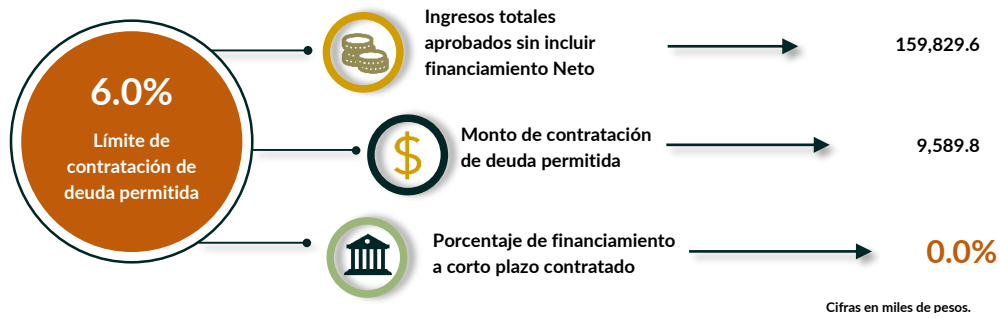 6.0%
Límite de
contratación de
deuda permitida
Ingresos totales
aprobados sin incluir
financiamiento Neto
159,829.6
$
Monto de contratación
de deuda permitida
9,589.8
Porcentaje de financiamiento
a corto plazo contratado
0.0%
Cifras en miles de pesos.